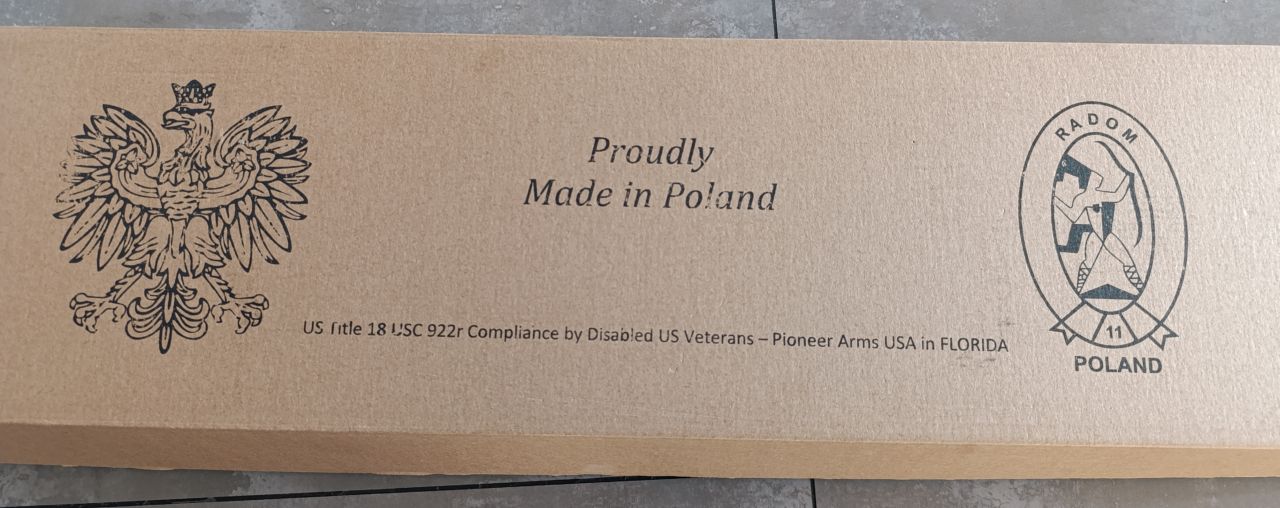 Proudly
Made in Poland
US Title 18 USC 922r Compliance by Disabled US Veterans – Pioneer Arms USA in FLORIDA
RADOM
11
POLAND